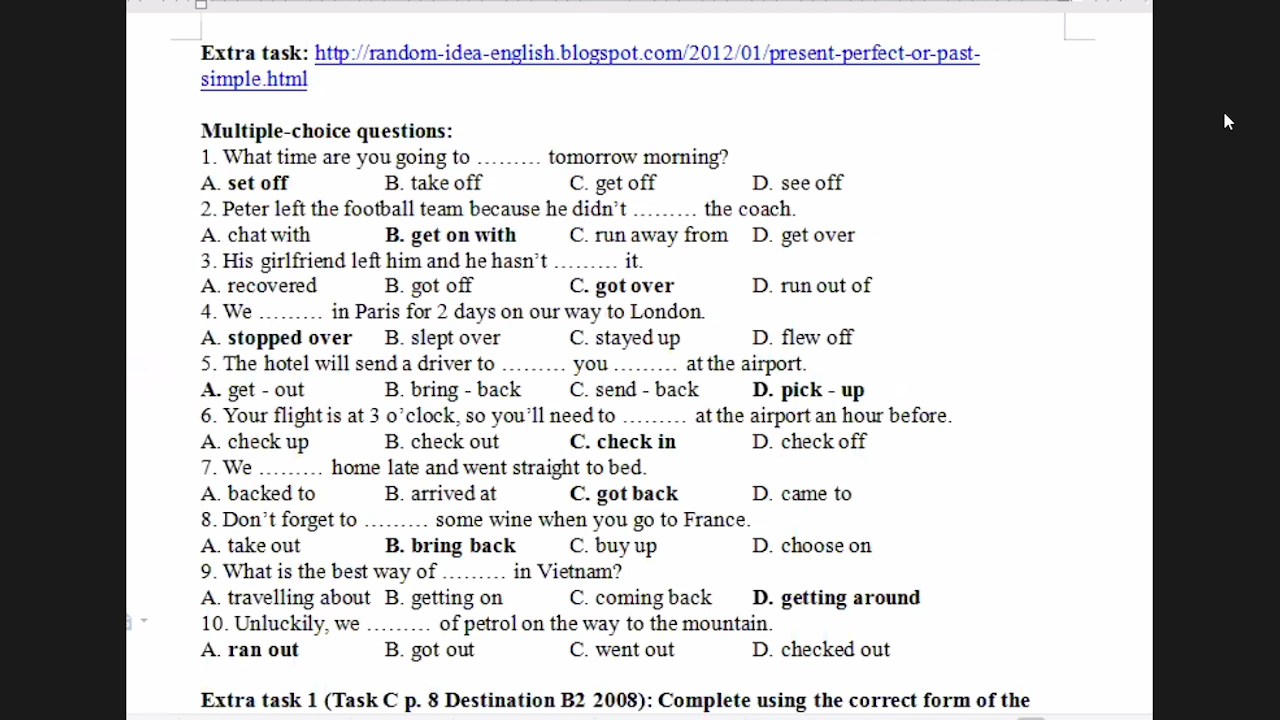 Extra task: http://random-idea-english.blogspot.com/2012/01/present-perfect-or-past-
simple.html
Multiple-choice questions:
1. What time are you going to ……… tomorrow morning?
A. set off B. take off C. get off D. see off
2. Peter left the football team because he didn’t ……… the coach.
A. chat with B. get on with C. run away from D. get over
3. His girlfriend left him and he hasn’t ……… it.
A. recovered B. got off C. got over D. run out of
4. We ……… in Paris for 2 days on our way to London.
A. stopped over B. slept over C. stayed up D. flew off
5. The hotel will send a driver to ……… you ……… at the airport.
A. get - out B. bring - back C. send - back D. pick - up
6. Your flight is at 3 o’clock, so you’ll need to ……… at the airport an hour before.
A. check up B. check out C. check in D. check off
7. We ……… home late and went straight to bed.
A. backed to B. arrived at C. got back D. came to
8. Don’t forget to ……… some wine when you go to France.
A. take out B. bring back C. buy up D. choose on
9. What is the best way of ……… in Vietnam?
A. travelling about B. getting on C. coming back D. getting around
10. Unluckily, we ……… of petrol on the way to the mountain.
A. ran out B. got out C. went out D. checked out
Extra task 1 (Task C p. 8 Destination B2 2008): Complete using the correct form of the